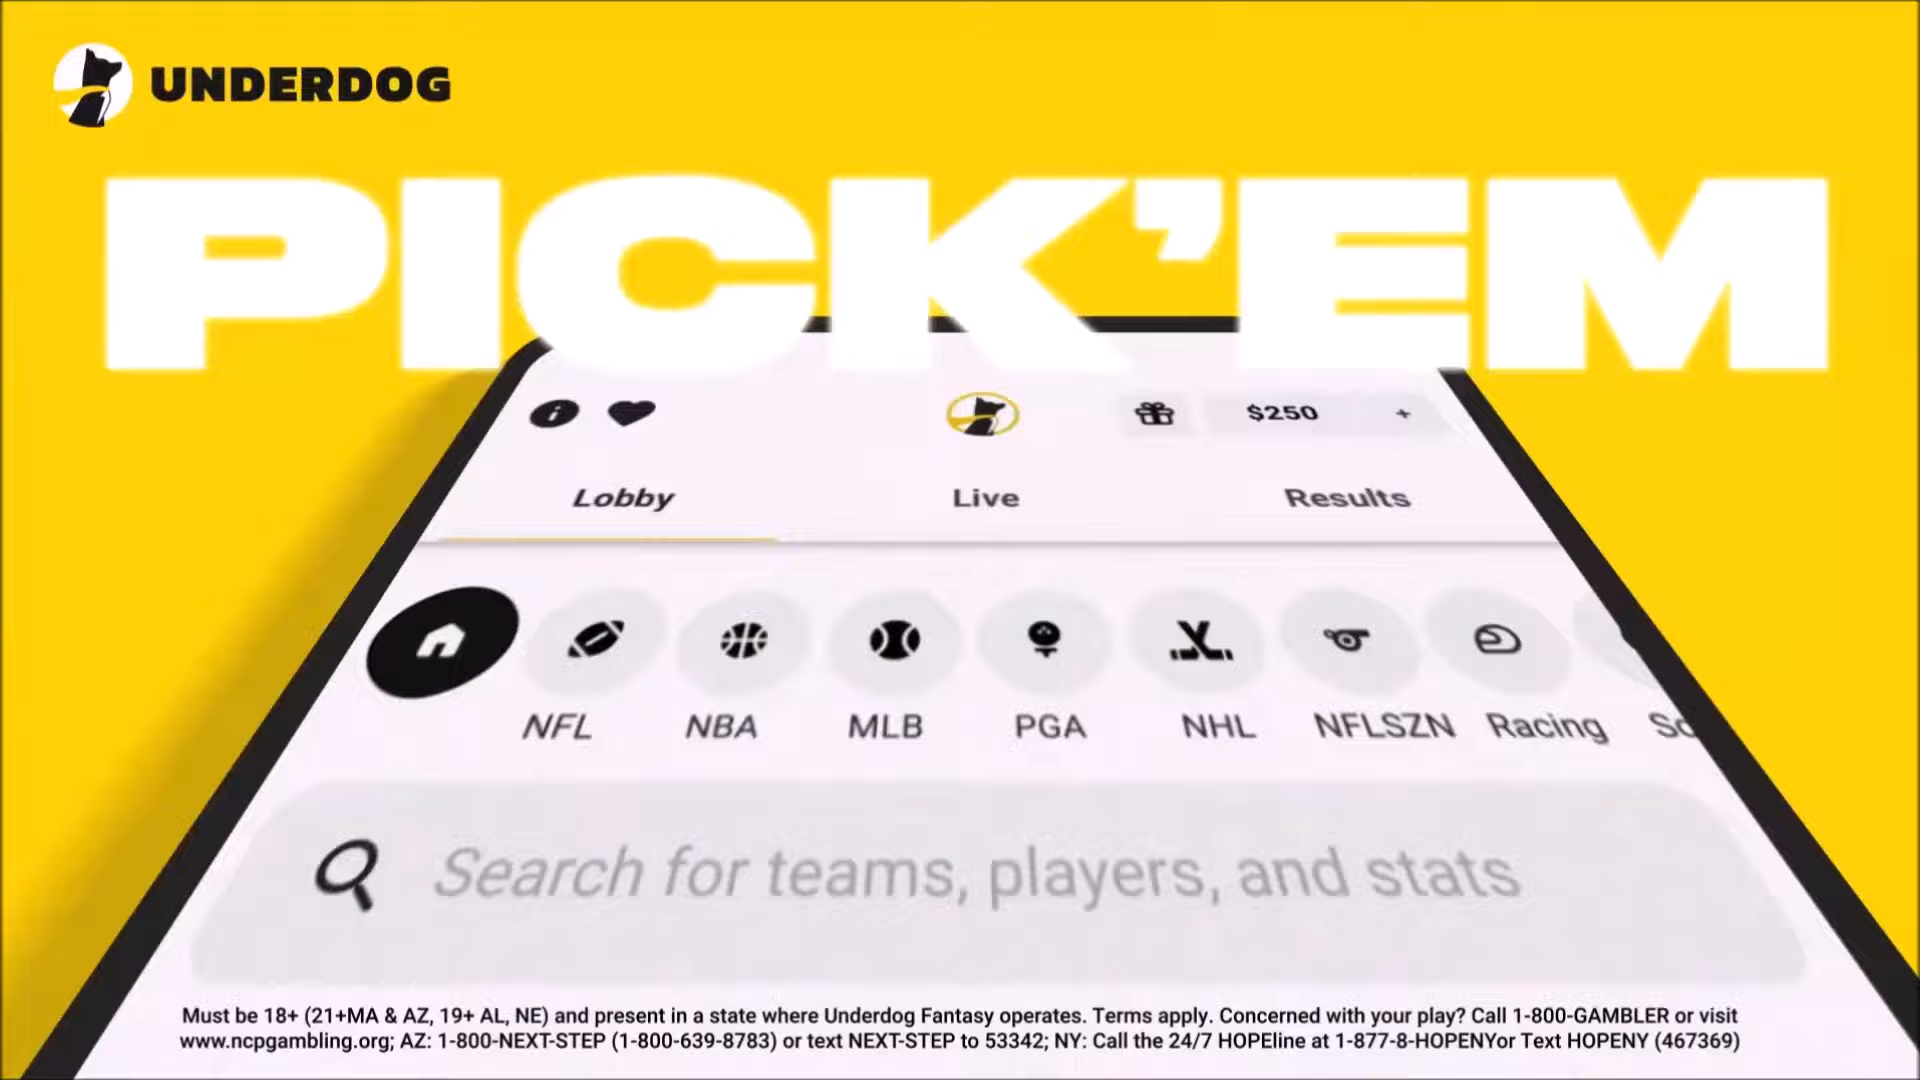 UNDERDOG
PICK'EM
$250 +
Lobby Live Results
NFL NBA MLB PGA NHL NFLSZN Racing
Search for teams, players, and stats
Must be 18+ (21+MA & AZ, 19+ AL, NE) and present in a state where Underdog Fantasy operates. Terms apply. Concerned with your play? Call 1-800-GAMBLER or visit
www.ncpgambling.org; AZ: 1-800-NEXT-STEP (1-800-639-8783) or text NEXT-STEP to 53342; NY: Call the 24/7 HOPEline at 1-877-8-HOPENYor Text HOPENY (467369)